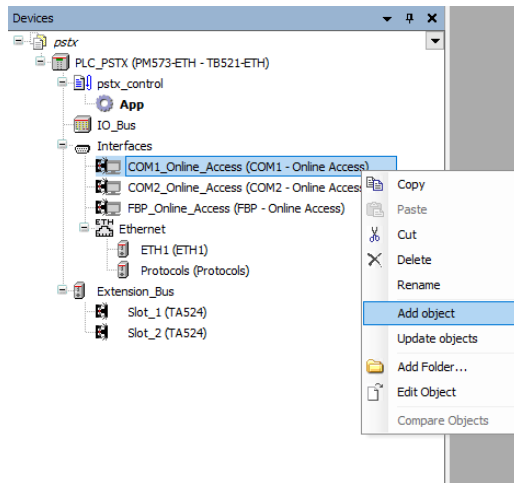 Devices
pstx
PLC_PSTX (PM573-ETH - TB521-ETH)
pstx_control
App
IO_Bus
Interfaces
COM1_Online_Access (COM1 - Online Access)
COM2_Online_Access (COM2 - Online Access
FBP_Online_Access (FBP - Online Access)
ETH
Ethernet
ETH1 (ETH1)
Protocols (Protocols)
Extension_Bus
Slot_1 (TA524)
Slot_2 (TA524)
Copy
Paste
Cut
Delete
Rename
Add object
Update objects
Add Folder...
Edit Object
Compare Objects